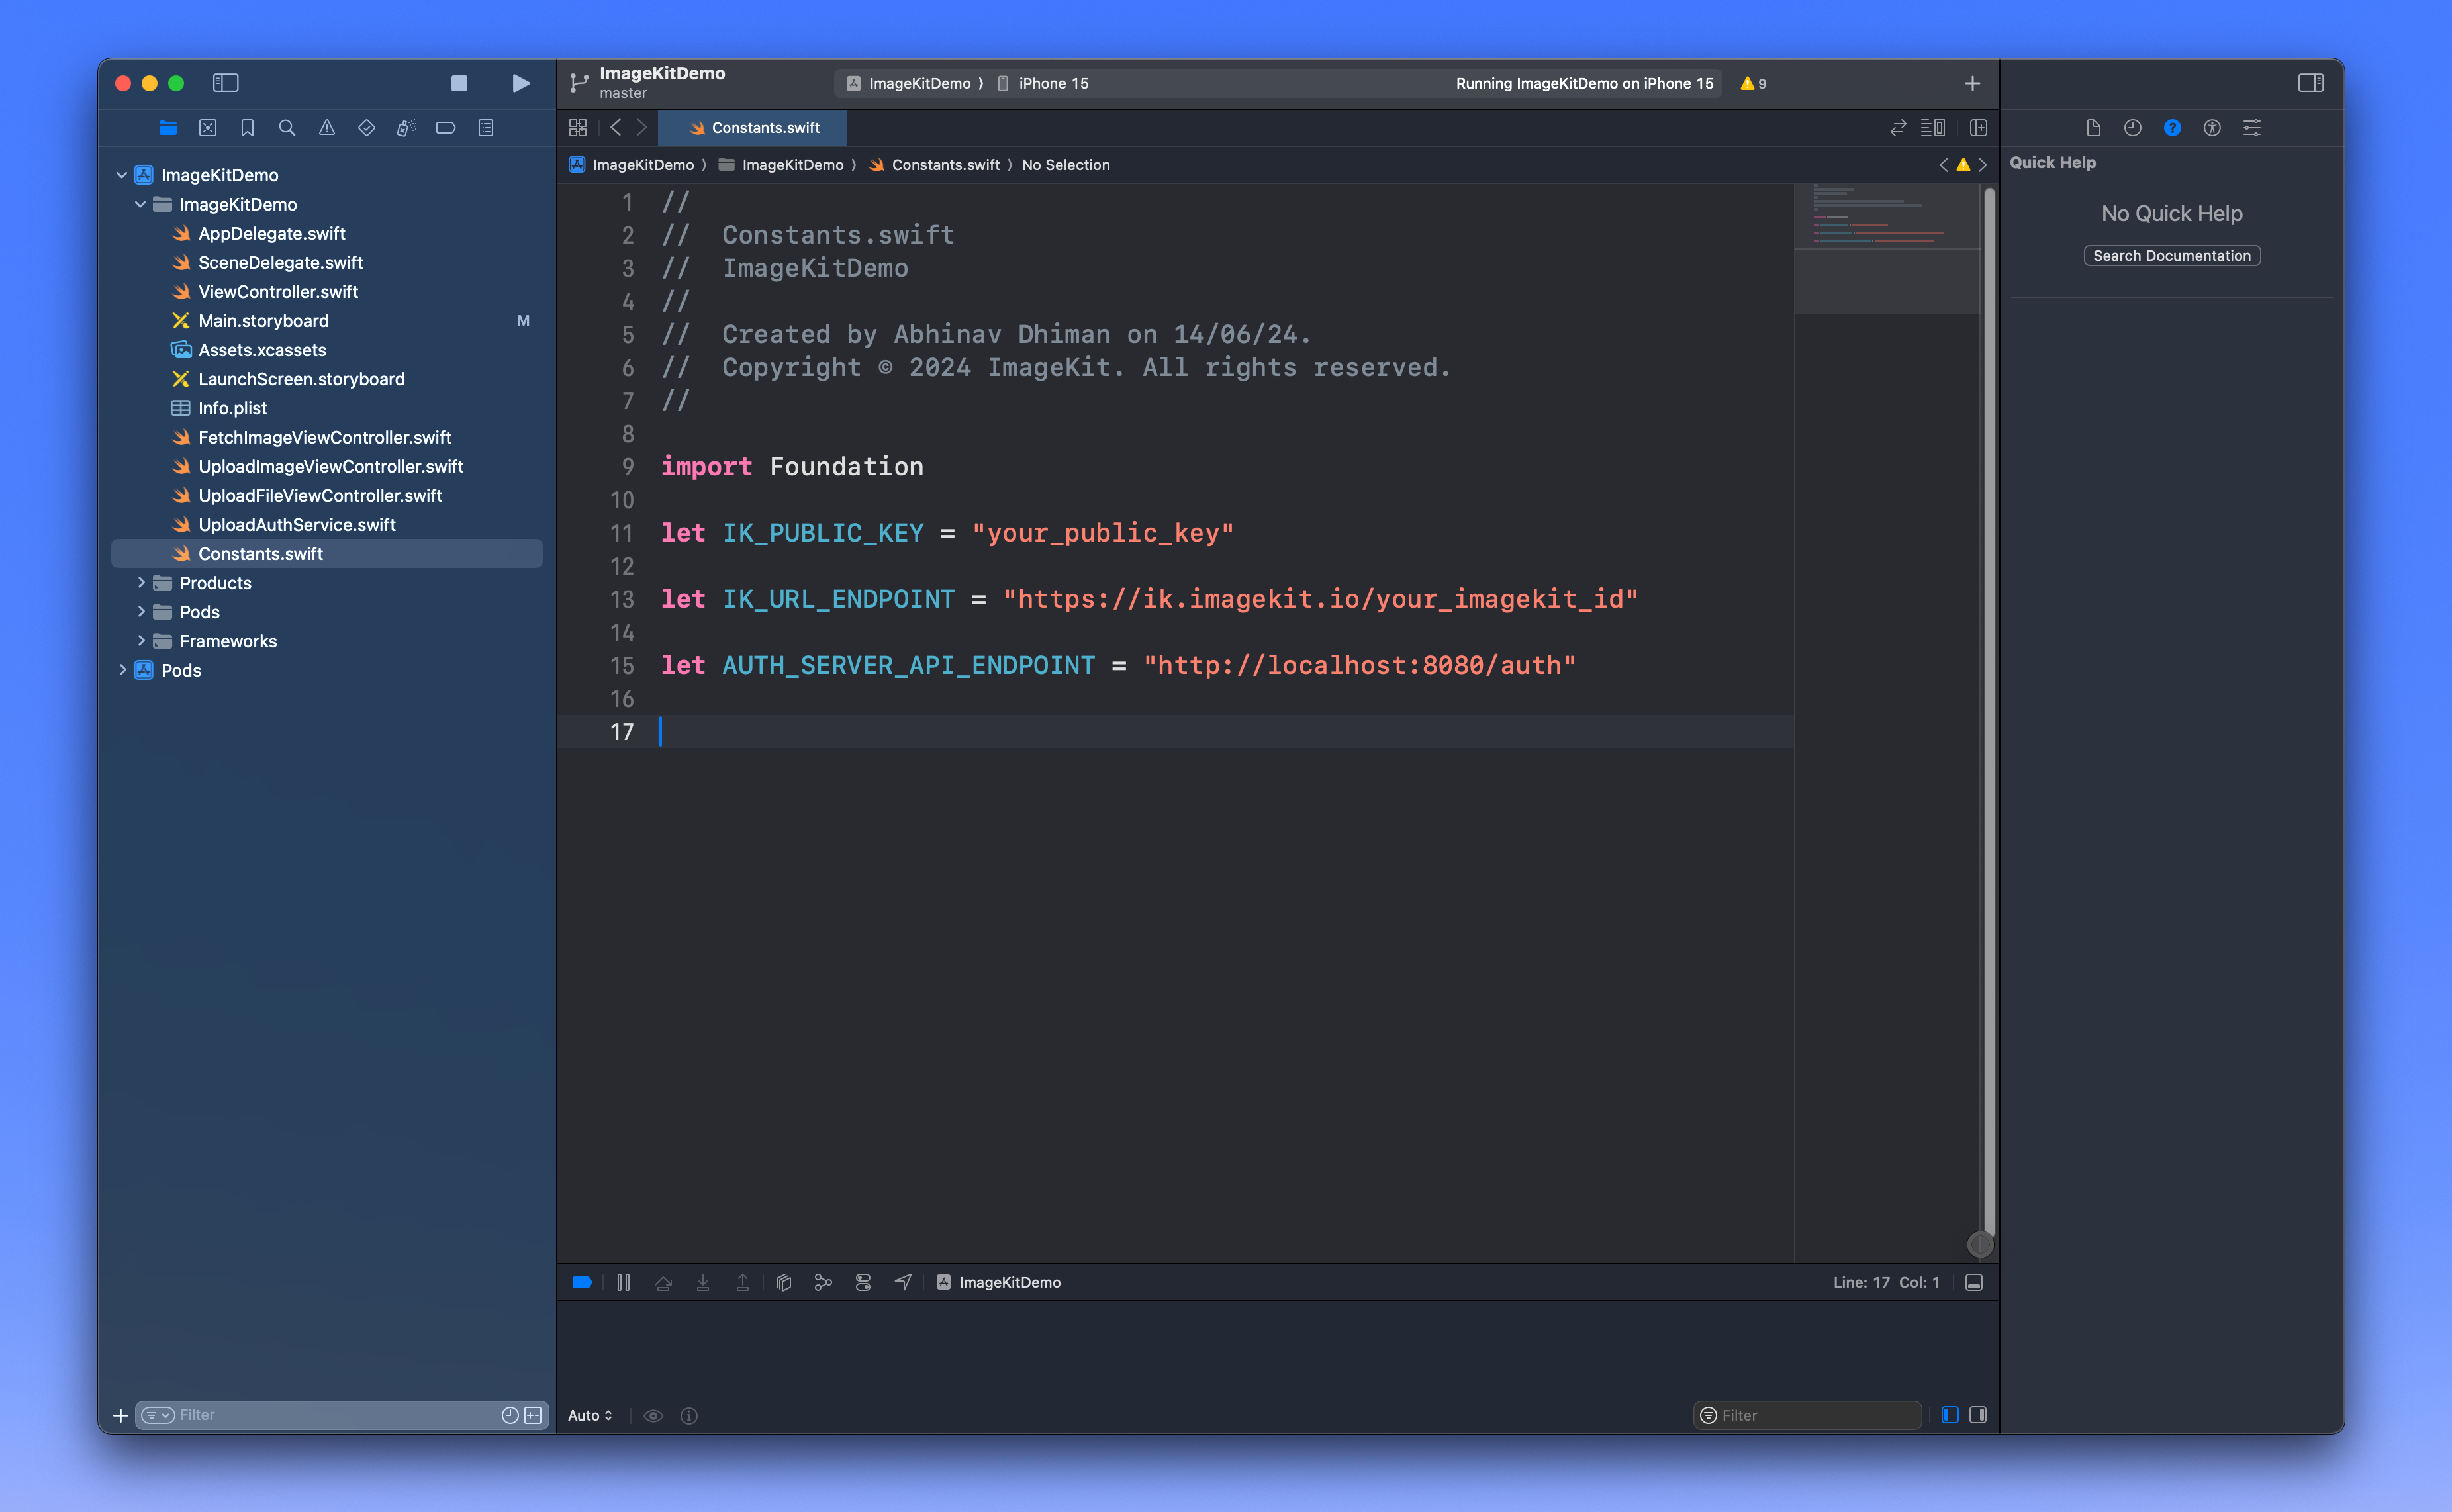 ImageKitDemo
master
ImageKitDemo iPhone 15
Running ImageKitDemo on iPhone 15
9
ImageKitDemo
ImageKitDemo
AppDelegate.swift
SceneDelegate.swift
ViewController.swift
Main.storyboard M
Assets.xcassets
LaunchScreen.storyboard
Info.plist
FetchImageViewController.swift
UploadImageViewController.swift
UploadFileViewController.swift
UploadAuthService.swift
Constants.swift
Products
Pods
Frameworks
Pods
Filter
Constants.swift
ImageKitDemo ImageKitDemo Constants.swift No Selection
1 //
2 //  Constants.swift
3 //  ImageKitDemo
4 //
5 //  Created by Abhinav Dhiman on 14/06/24.
6 //  Copyright © 2024 ImageKit. All rights reserved.
7 //
8
9 import Foundation
10
11 let IK_PUBLIC_KEY = "your_public_key"
12
13 let IK_URL_ENDPOINT = "https://ik.imagekit.io/your_imagekit_id"
14
15 let AUTH_SERVER_API_ENDPOINT = "http://localhost:8080/auth"
16
17
ImageKitDemo
Line: 17 Col: 1
Auto
Filter
Quick Help
No Quick Help
Search Documentation